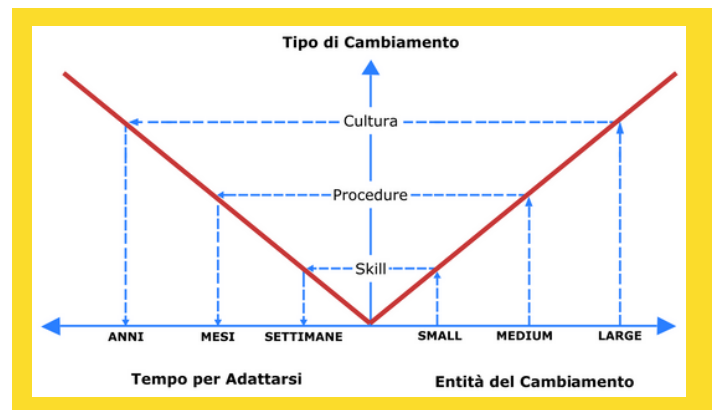 Tipo di Cambiamento
Cultura
Procedure
Skill
ANNI MESI SETTIMANE SMALL MEDIUM LARGE
Tempo per Adattarsi Entità del Cambiamento